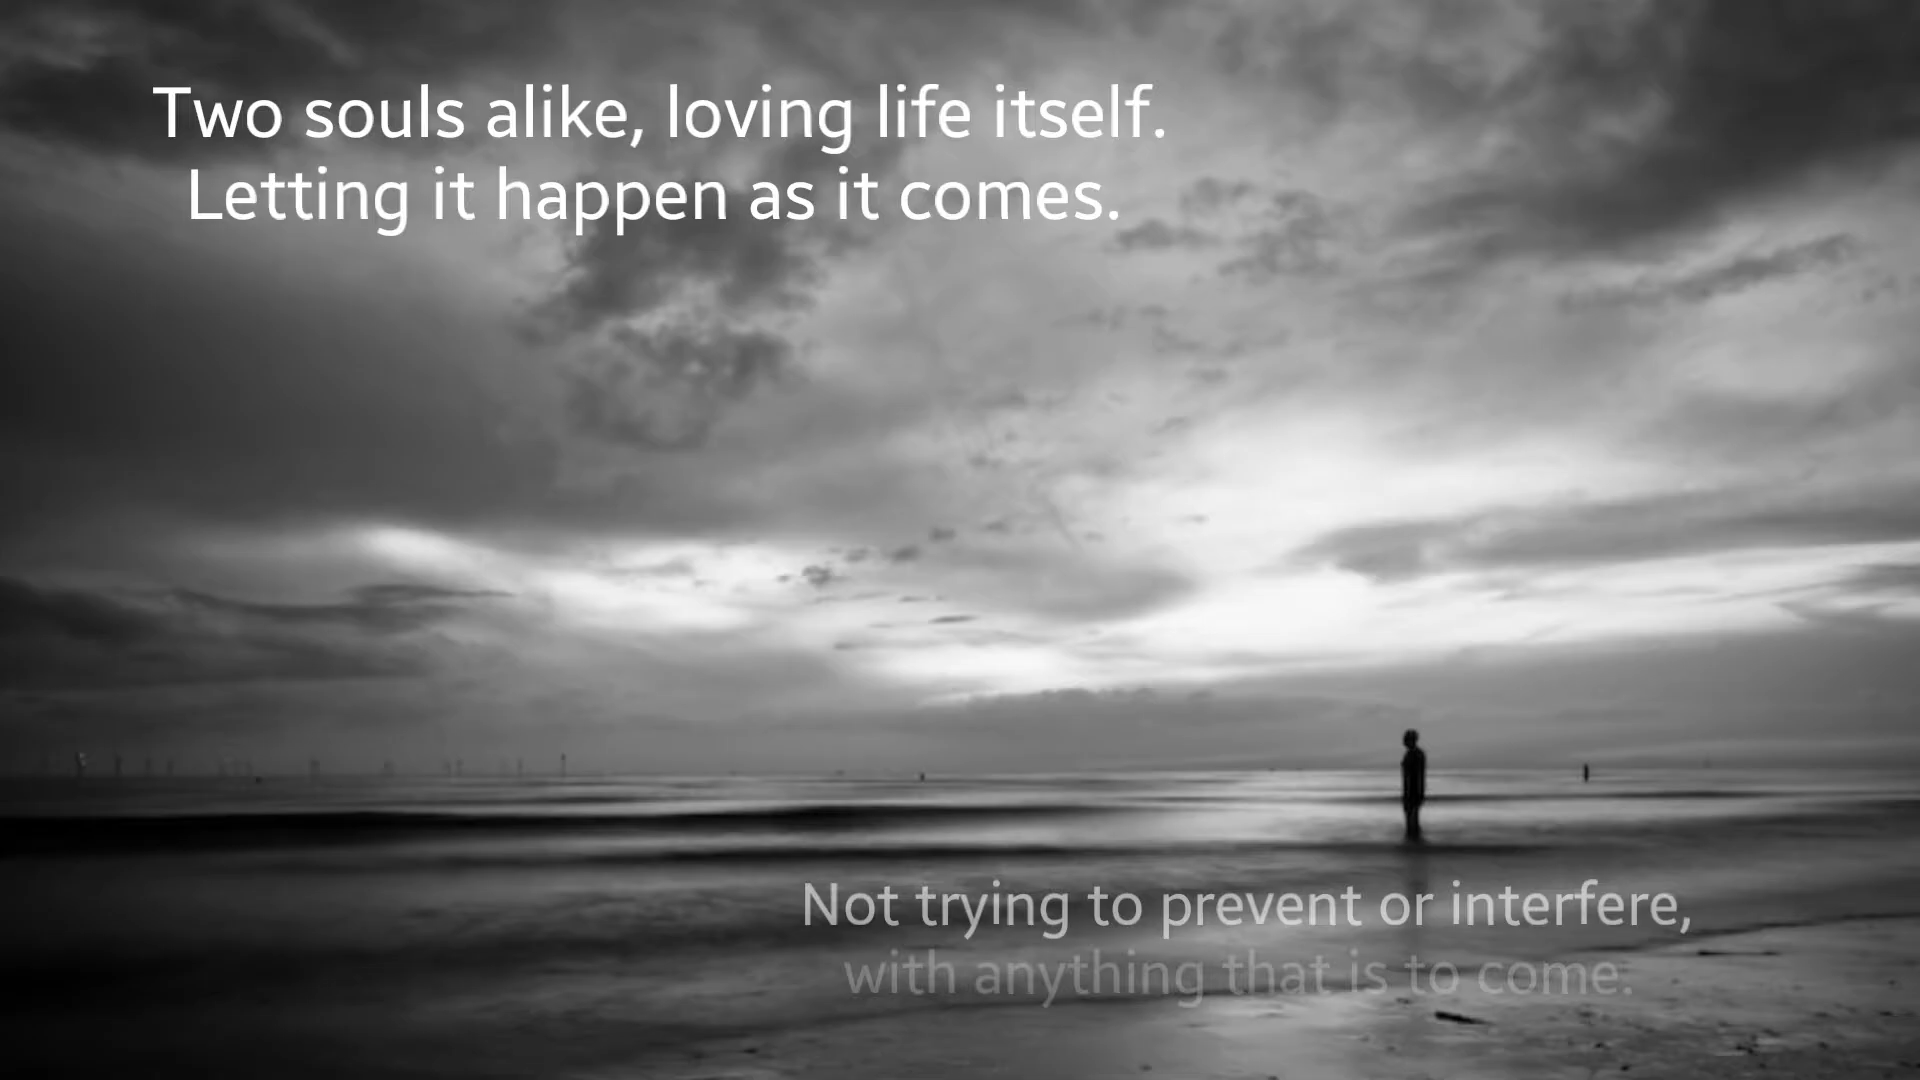 Two souls alike, loving life itself.
Letting it happen as it comes.
Not trying to prevent or interfere,
with anything that is to come.